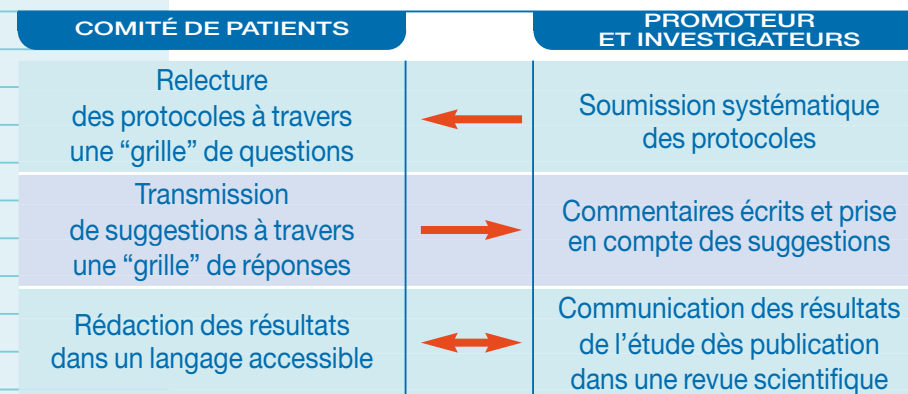 COMITÉ DE PATIENTS
PROMOTEUR
ET INVESTIGATEURS
Relecture
des protocoles à travers
une “grille” de questions
Soumission systématique
des protocoles
Transmission
de suggestions à travers
une “grille” de réponses
Commentaires écrits et prise
en compte des suggestions
Rédaction des résultats
dans un langage accessible
Communication des résultats
de l’étude dès publication
dans une revue scientifique